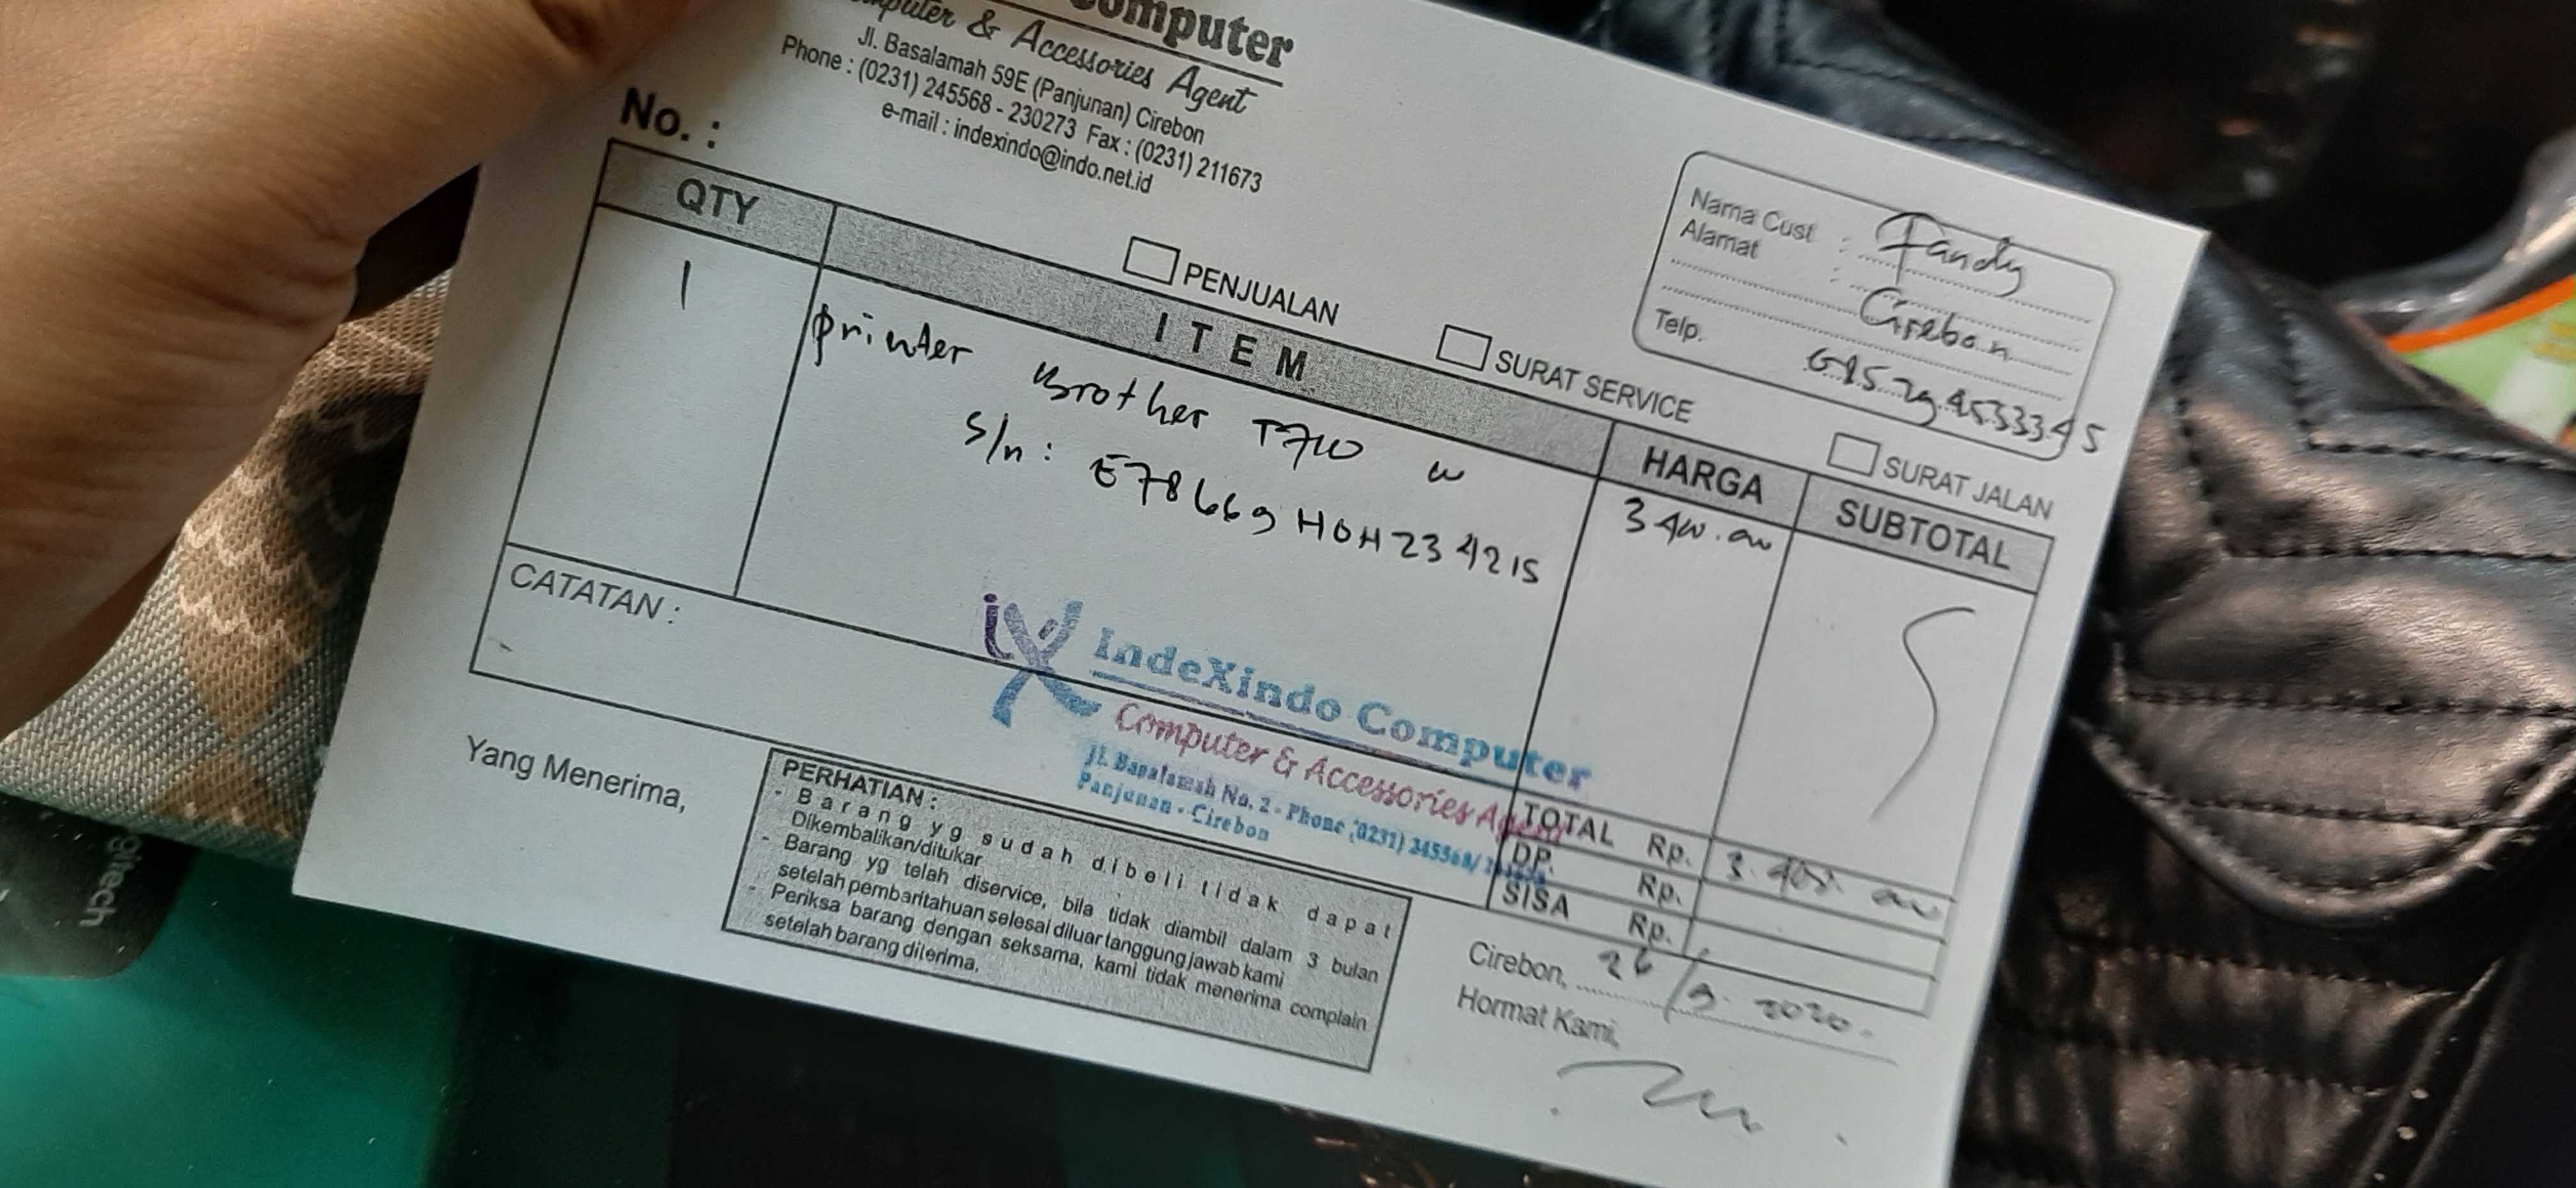 Computer
Computer & Accessories Agent
Jl. Basalamah 59E (Panjunan) Cirebon
Phone : (0231) 245568 - 230273 Fax : (0231) 211673
e-mail : indexindo@indo.net.id
No. :
Nama Cust : Fandy
Alamat : Cirebon
Telp.
PENJUALAN
SURAT SERVICE
SURAT JALAN
QTY ITEM HARGA SUBTOTAL
1 printer Brother T710 w
S/n : E78669H0H234215
CATATAN :
iX IndeXindo Computer
Computer & Accessories Agent
Jl. Basalamah No. 2 - Phone (0231) 245568/
Panjunan - Cirebon
TOTAL Rp.
DP. Rp.
SISA Rp.
Yang Menerima,
PERHATIAN :
- Barang yg sudah dibeli tidak dapat
Dikembalikan/ditukar
- Barang yg telah diservice, bila tidak diambil dalam 3 bulan
setelah pembaritahuan selesai diluar tanggung jawab kami
- Periksa barang dengan seksama, kami tidak menerima complain
setelah barang diterima.
Cirebon, 26/9-2020.
Hormat Kami,
gitech